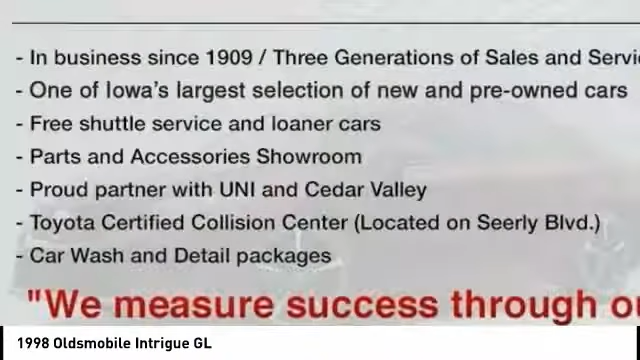 - In business since 1909 / Three Generations of Sales and
- One of Iowa's largest selection of new and pre-owned cars
- Free shuttle service and loaner cars
- Parts and Accessories Showroom
- Proud partner with UNI and Cedar Valley
- Toyota Certified Collision Center (Located on Seerly Blvd.)
- Car Wash and Detail packages
"We measure success through
1998 Oldsmobile Intrigue GL